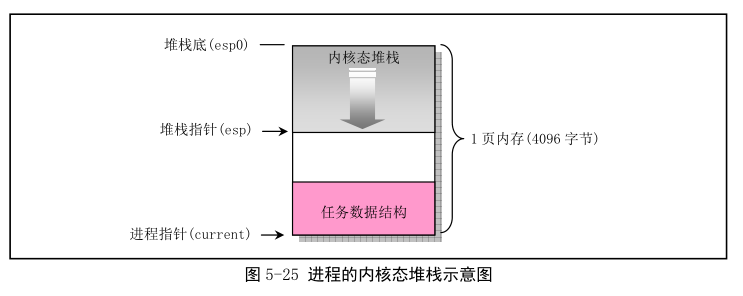 堆栈底(esp0)
内核态堆栈
堆栈指针(esp)
1 页内存(4096 字节)
任务数据结构
进程指针(current)
图 5-25 进程的内核态堆栈示意图